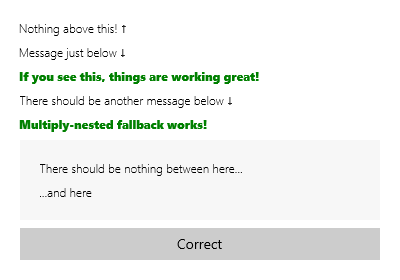 Nothing above this! ↑
Message just below ↓
If you see this, things are working great!
There should be another message below ↓
Multiply-nested fallback works!
There should be nothing between here...
...and here
Correct